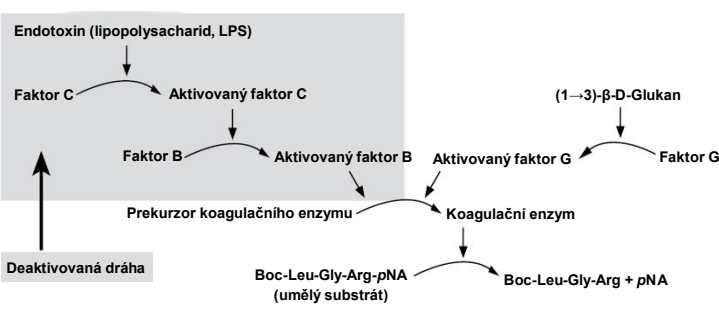 Endotoxin (lipopolysacharid, LPS)
Faktor C
Aktivovaný faktor C
(1→3)-β-D-Glukan
Faktor B
Aktivovaný faktor B
Aktivovaný faktor G
Faktor G
Prekurzor koagulačního enzymu
Koagulační enzym
Deaktivovaná dráha
Boc-Leu-Gly-Arg-pNA
(umělý substrát)
Boc-Leu-Gly-Arg + pNA